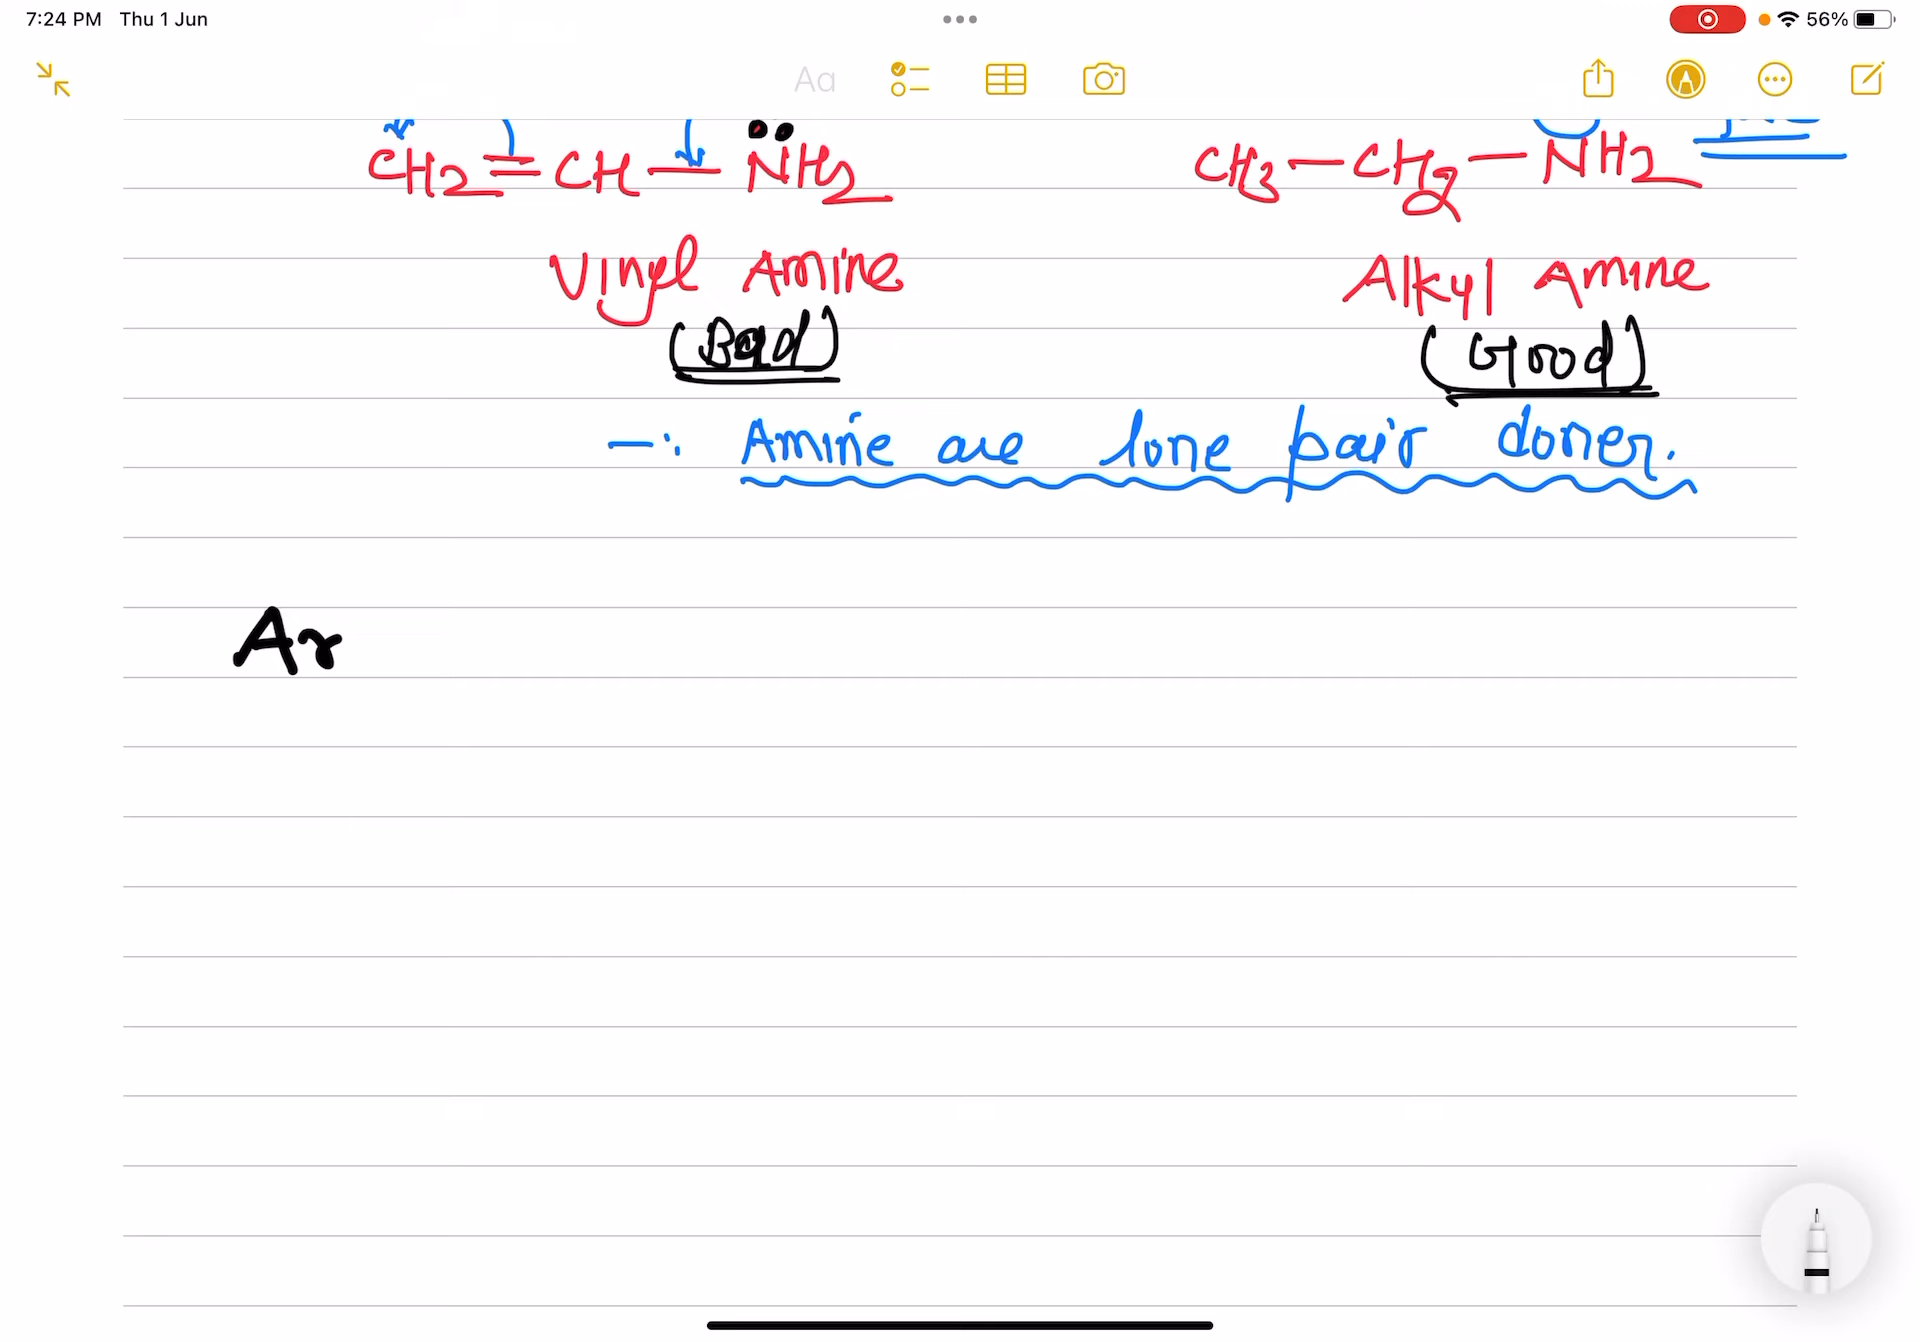 7:24 PM Thu 1 Jun
56%
Aa
CH2=CH-NH2 CH3-CH2-NH2
Vinyl Amine Alkyl Amine
(Bad) (Good)
-: Amine are lone pair doner.
Ar